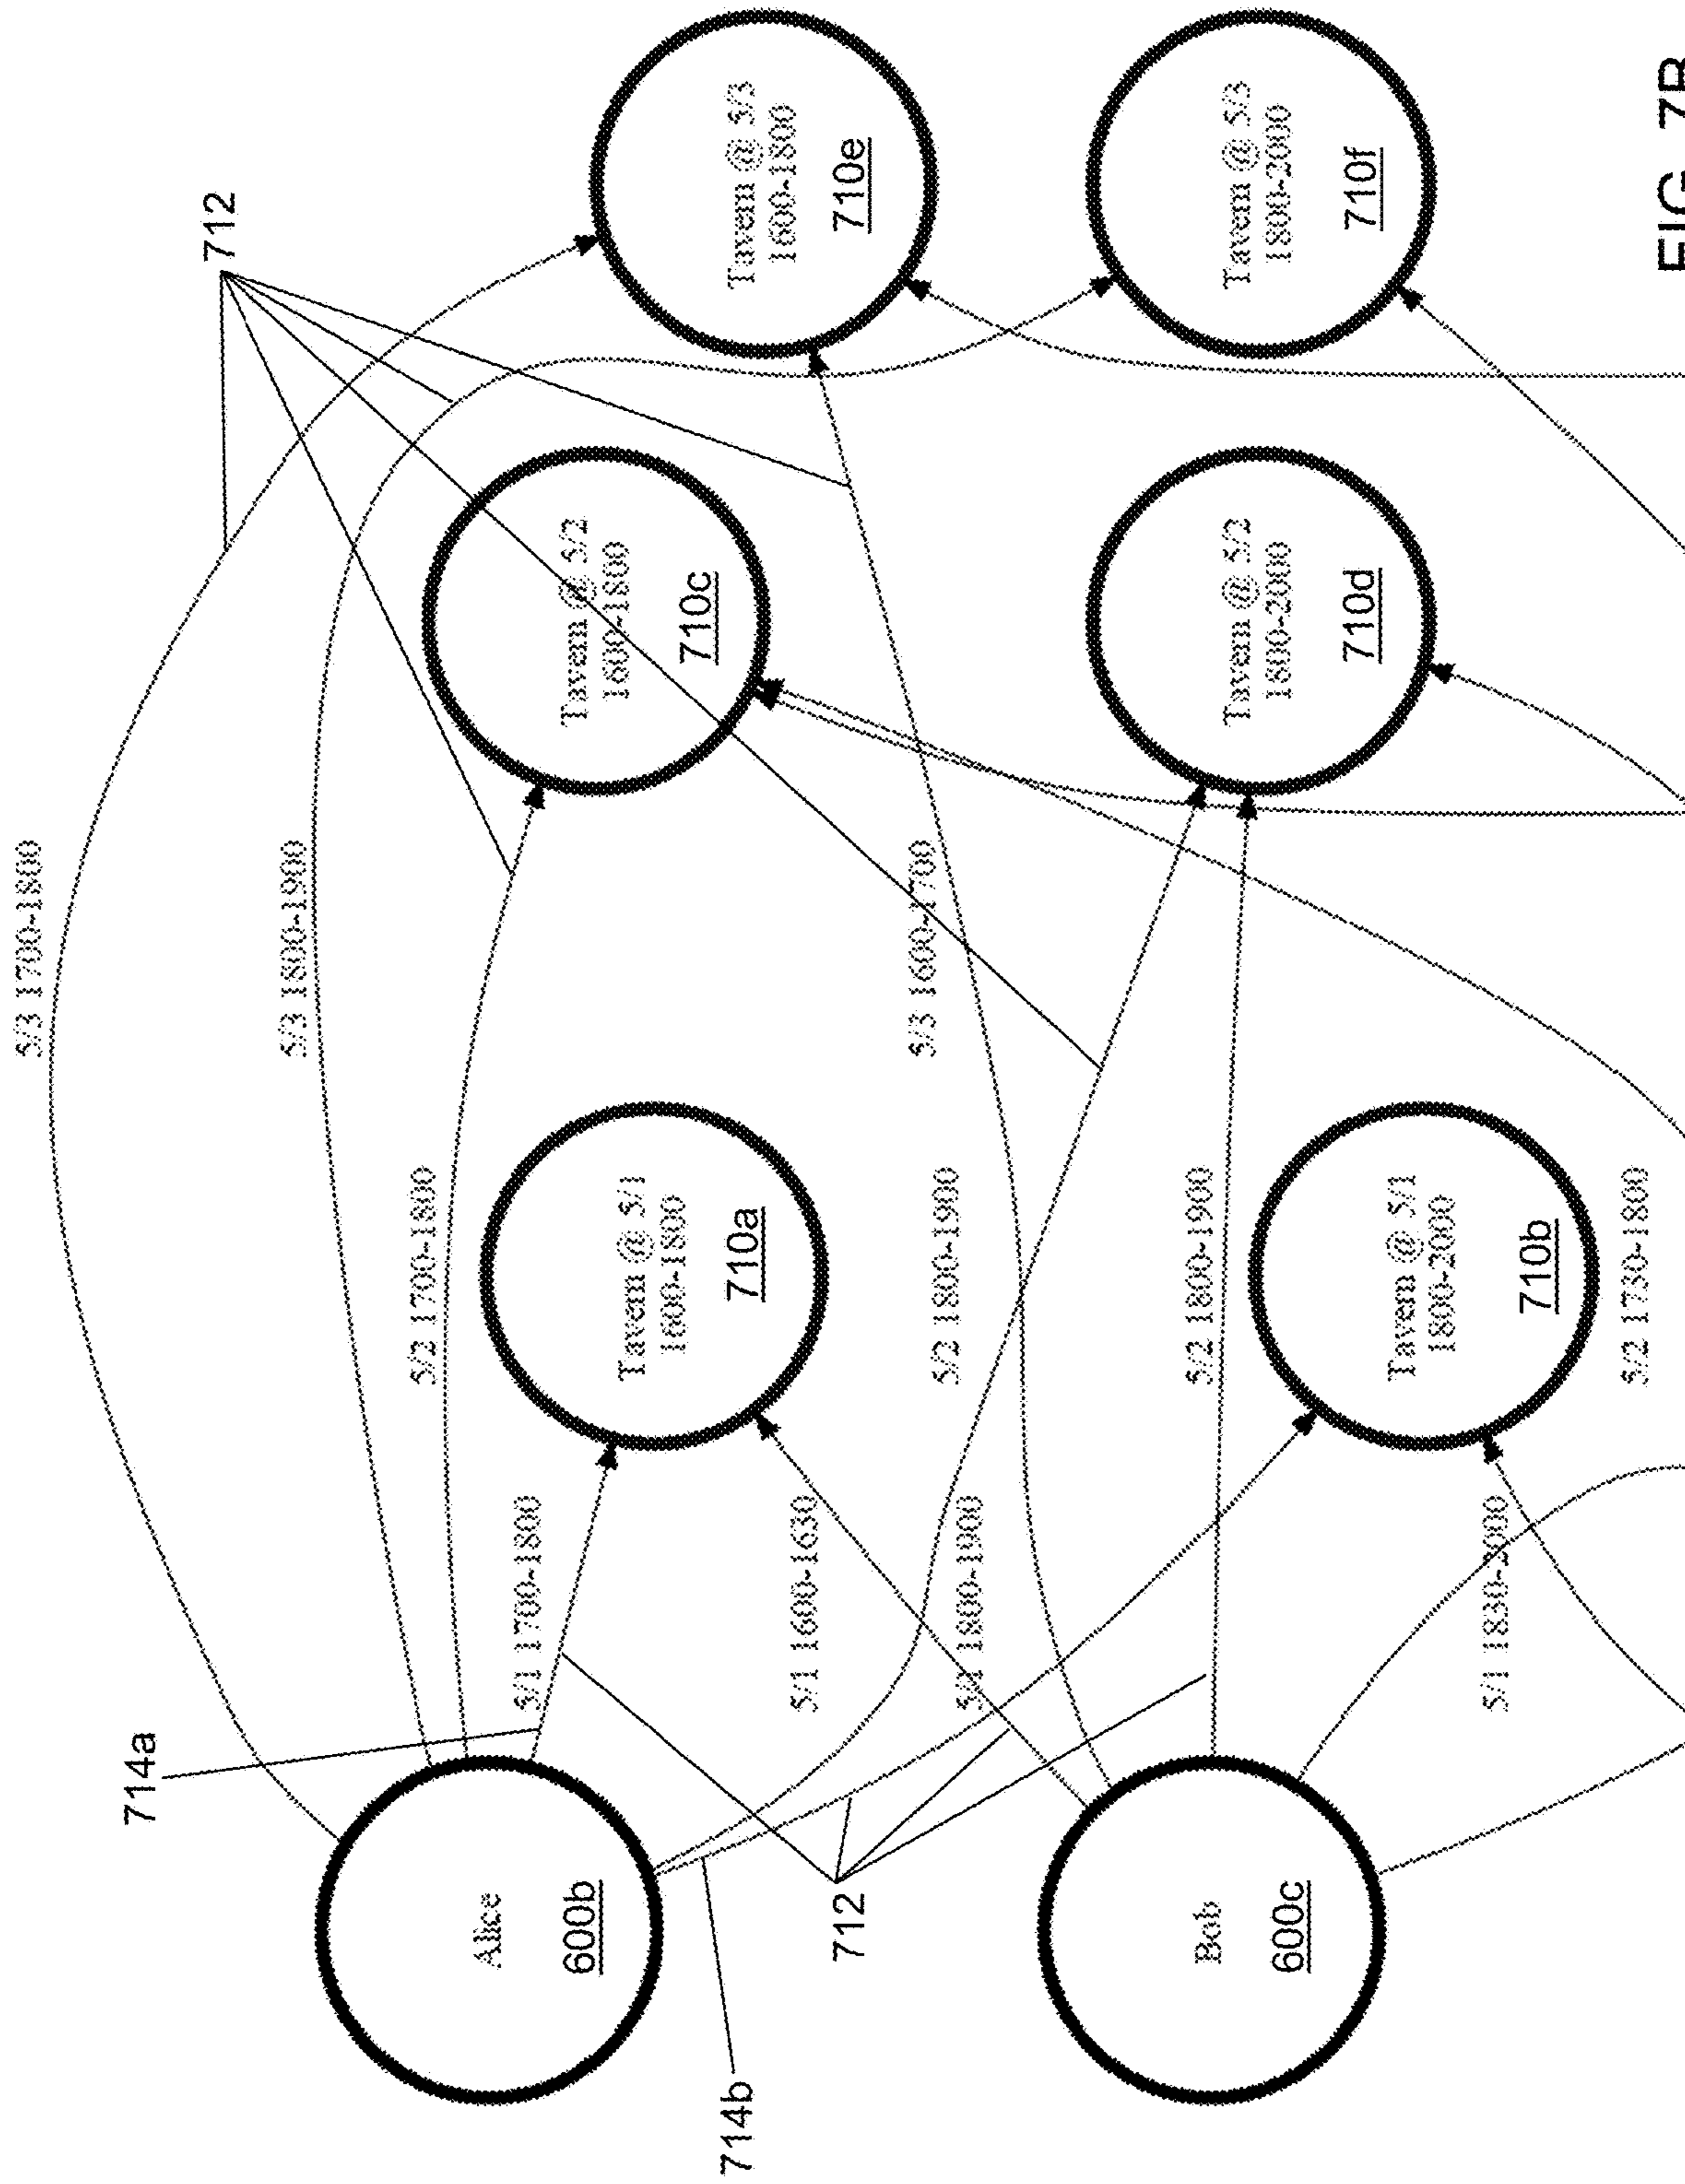 5/3 1700-1800
712
5/3 1800-1900
714a
5/2 1700-1800
5/1 1700-1800
Alice
600b
Tavern @ 5/1
1600-1800
710a
Tavern @ 5/2
1600-1800
710c
Tavern @ 5/3
1600-1800
710e
714b
712
5/1 1600-1630
5/3 1600-1700
5/2 1800-1900
5/1 1800-1900
Bob
600c
5/2 1800-1900
Tavern @ 5/1
1800-2000
710b
Tavern @ 5/2
1800-2000
710d
Tavern @ 5/3
1800-2000
710f
5/1 1830-2000
5/2 1730-1800
FIG. 7B